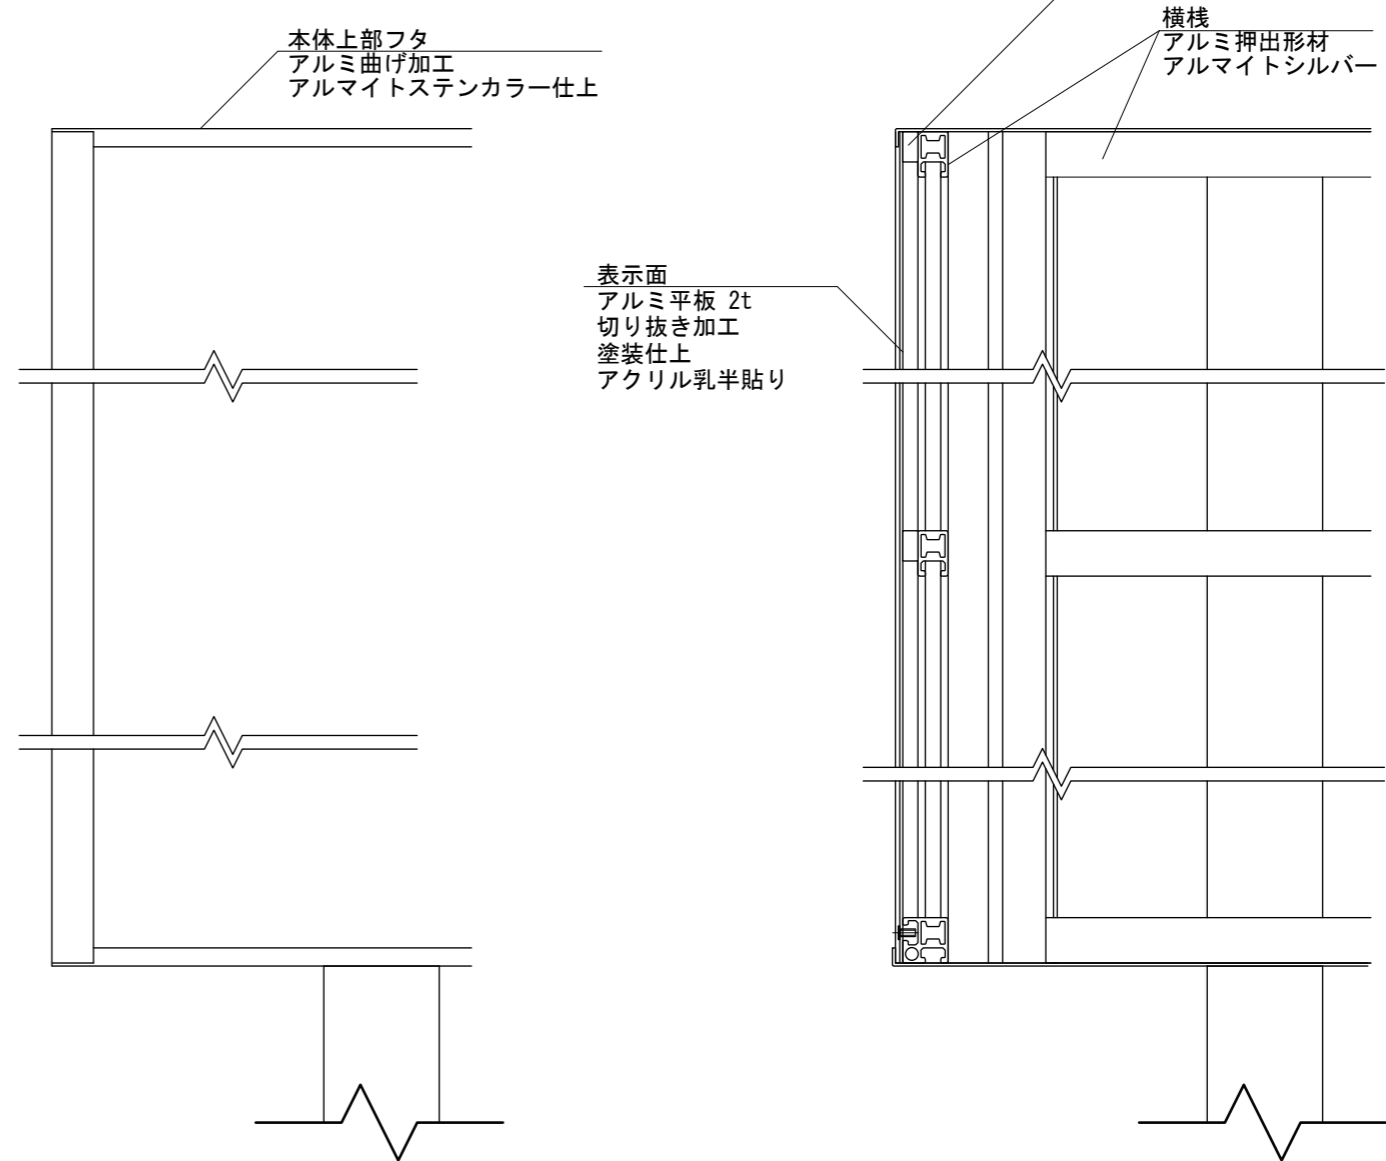 本体上部フタ
アルミ曲げ加工
アルマイトステンカラー仕上
横桟
アルミ押出形材
アルマイトシルバー
表示面
アルミ平板 2t
切り抜き加工
塗装仕上
アクリル乳半貼り